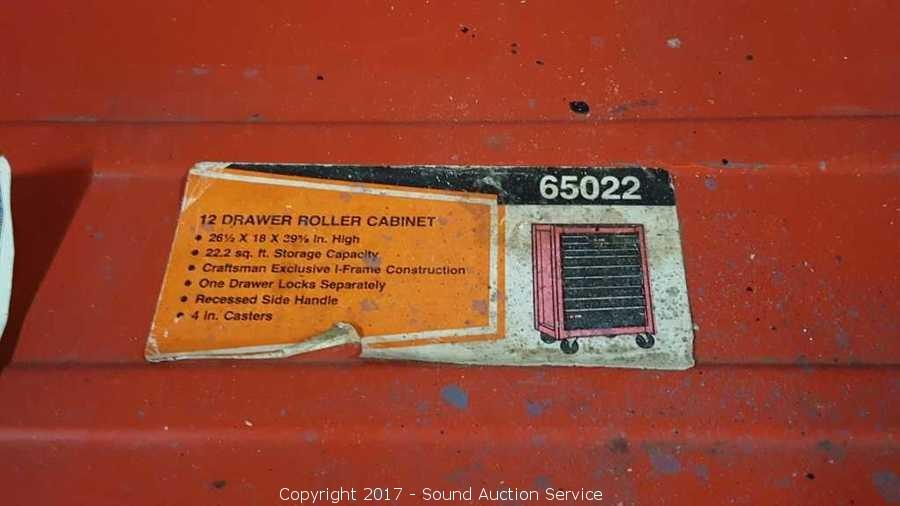 65022
12 DRAWER ROLLER CABINET
• 26½ X 18 X 39⅜ In. High
• 22.2 sq. ft. Storage Capacity
• Craftsman Exclusive I-Frame Construction
• One Drawer Locks Separately
• Recessed Side Handle
• 4 in. Casters
Copyright 2017 - Sound Auction Service